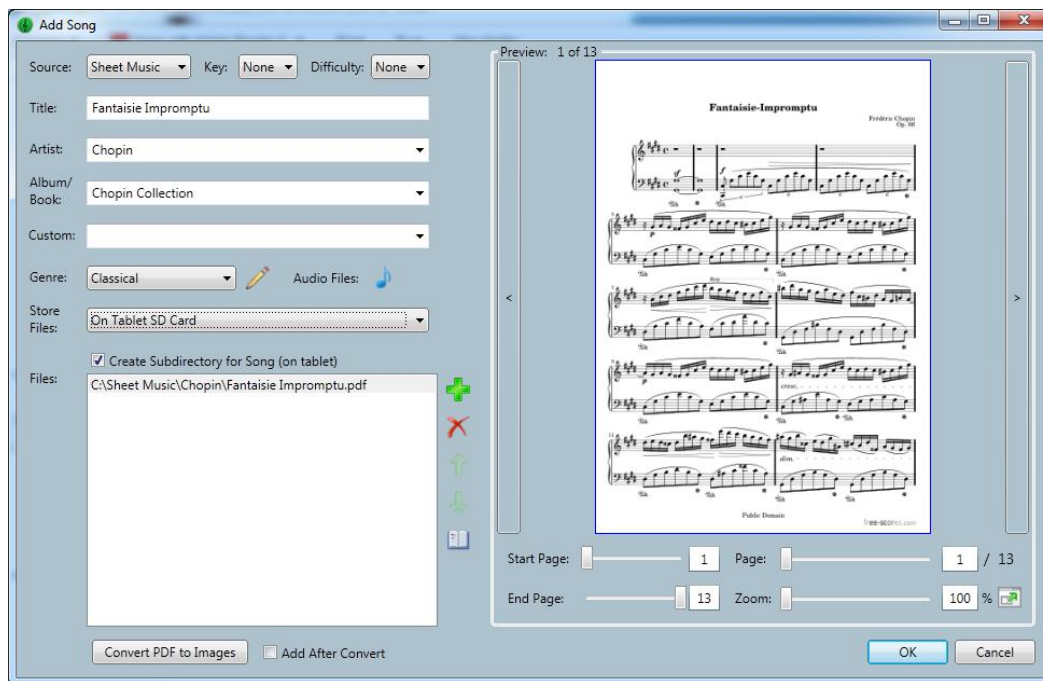 Add Song
Source: Sheet Music Key: None Difficulty: None
Title: Fantaisie Impromptu
Artist: Chopin
Album/
Book: Chopin Collection
Custom:
Genre: Classical Audio Files:
Store
Files: On Tablet SD Card
Create Subdirectory for Song (on tablet)
Files: C:\Sheet Music\Chopin\Fantaisie Impromptu.pdf
Convert PDF to Images Add After Convert
Preview: 1 of 13
<
>
Fantaisie-Impromptu
Frédéric Chopin
Op. 66
cresc.
dim.
Public Domain
free-scores.com
Start Page: 1 Page: 1 / 13
End Page: 13 Zoom: 100 %
OK Cancel